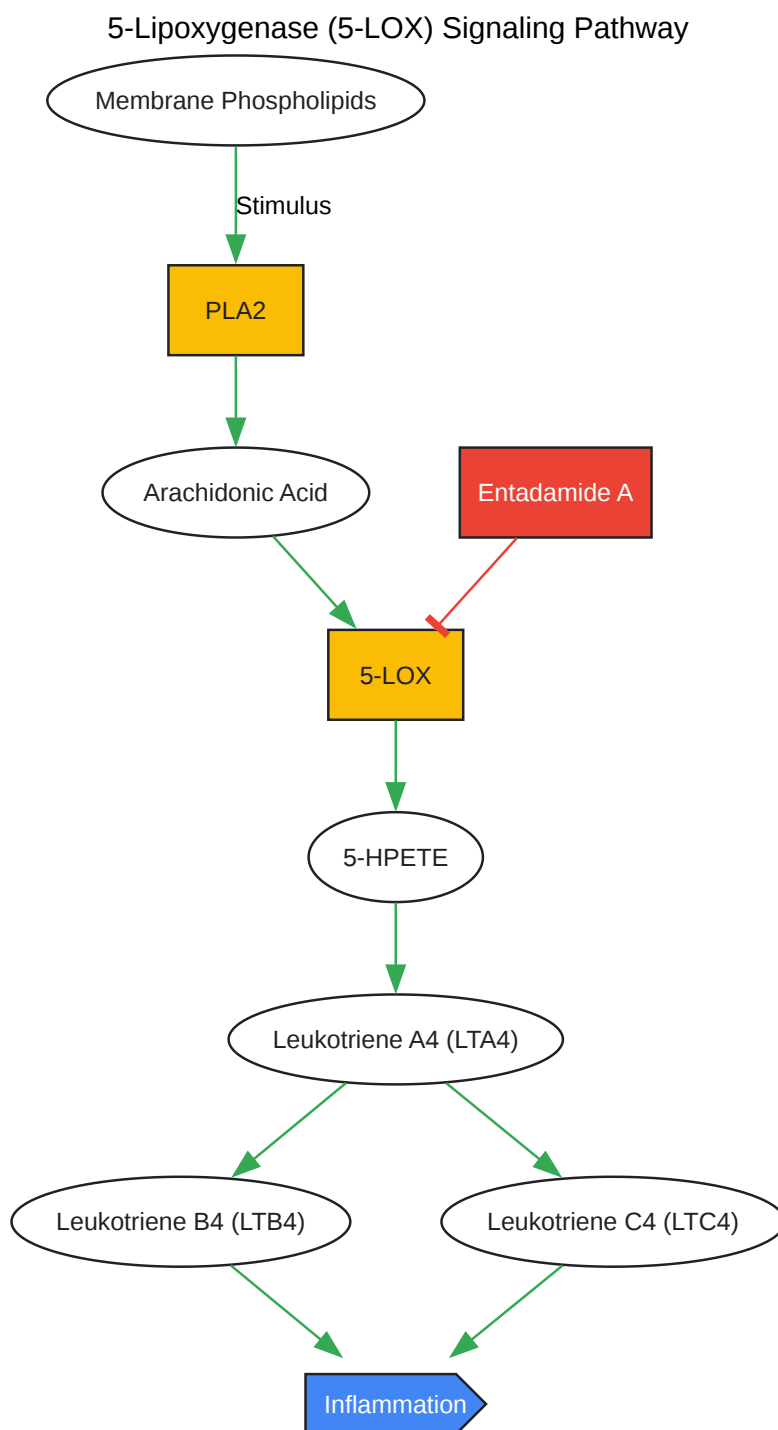 5-Lipoxygenase (5-LOX) Signaling Pathway
Membrane Phospholipids
Stimulus
PLA2
Arachidonic Acid
Entadamide A
5-LOX
5-HPETE
Leukotriene A4 (LTA4)
Leukotriene B4 (LTB4)
Leukotriene C4 (LTC4)
Inflammation